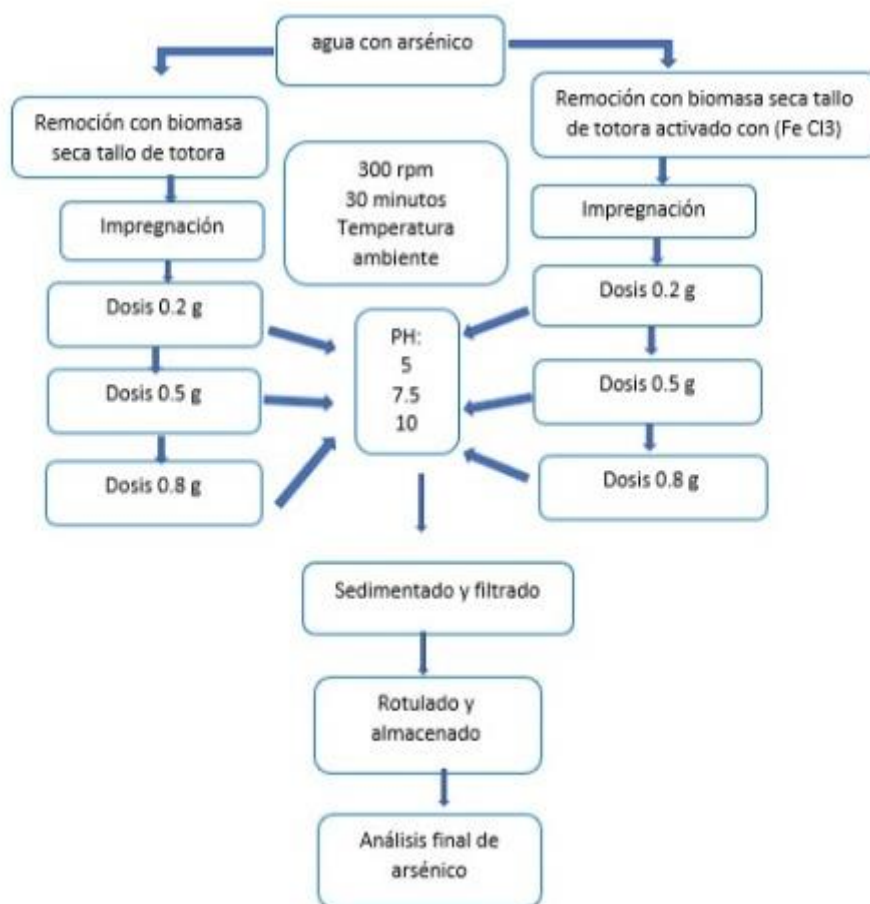 agua con arsénico
Remoción con biomasa
seca tallo de totora
Impregnación
Dosis 0.2 g
Dosis 0.5 g
Dosis 0.8 g
300 rpm
30 minutos
Temperatura
ambiente
PH:
5
7.5
10
Remoción con biomasa seca tallo
de totora activado con (Fe Cl3)
Impregnación
Dosis 0.2 g
Dosis 0.5 g
Dosis 0.8 g
Sedimentado y filtrado
Rotulado y
almacenado
Análisis final de
arsénico